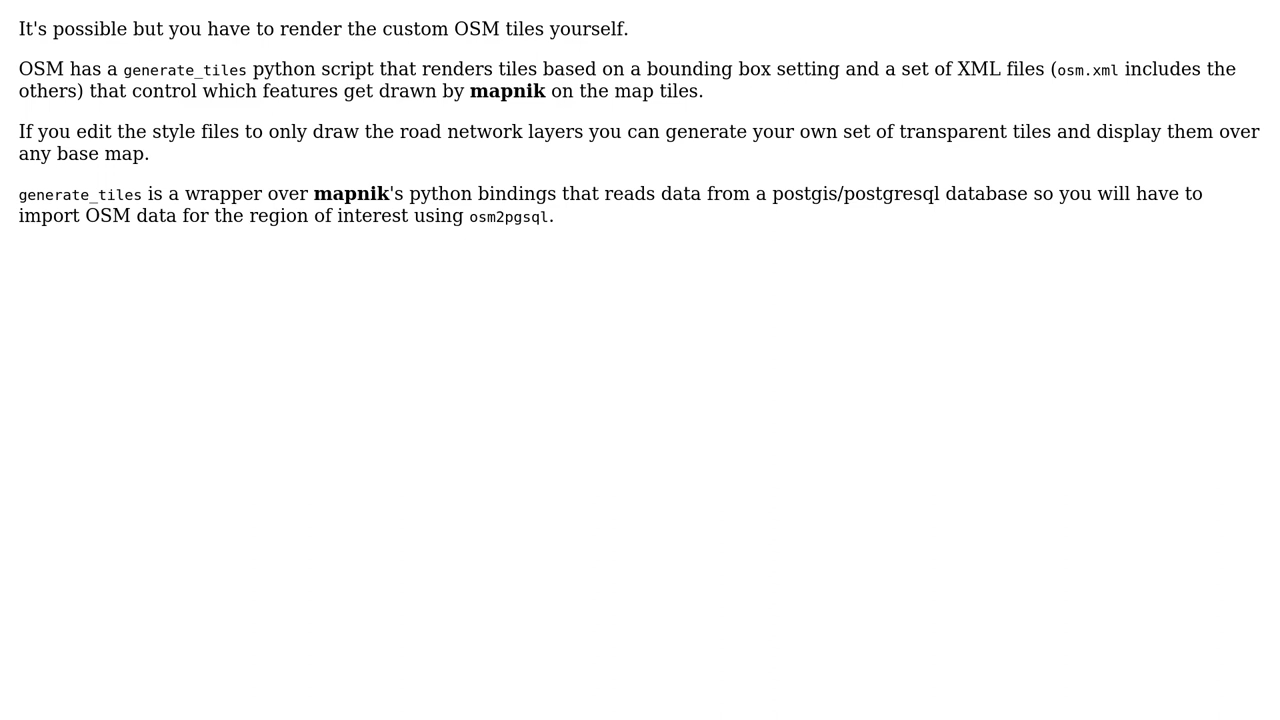 It's possible but you have to render the custom OSM tiles yourself.
OSM has a generate_tiles python script that renders tiles based on a bounding box setting and a set of XML files (osm.xml includes the
others) that control which features get drawn by mapnik on the map tiles.
If you edit the style files to only draw the road network layers you can generate your own set of transparent tiles and display them over
any base map.
generate_tiles is a wrapper over mapnik's python bindings that reads data from a postgis/postgresql database so you will have to
import OSM data for the region of interest using osm2pgsql.